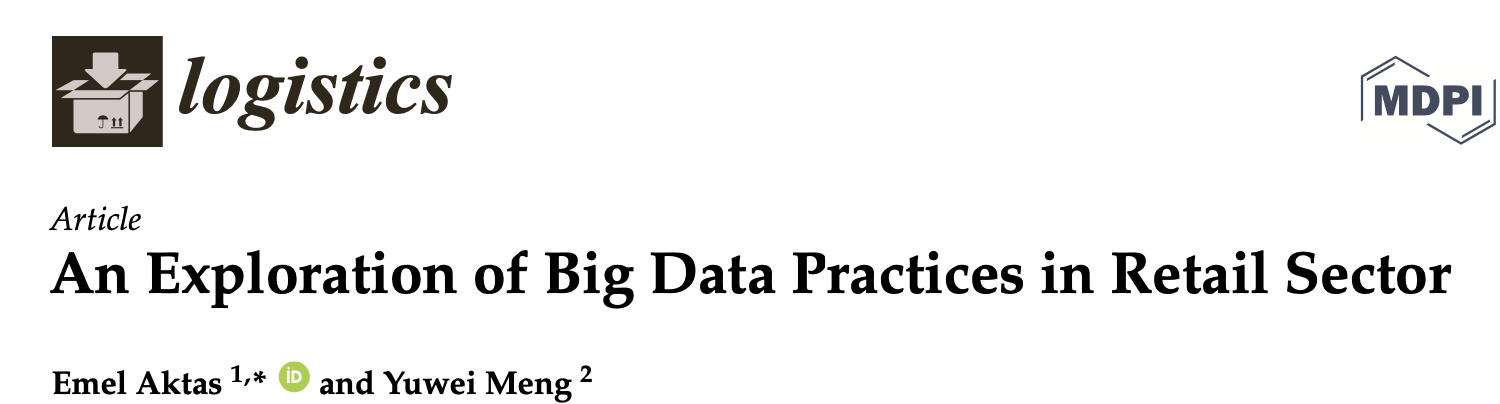 logistics
MDPI
Article
An Exploration of Big Data Practices in Retail Sector
Emel Aktas 1,* iD and Yuwei Meng 2